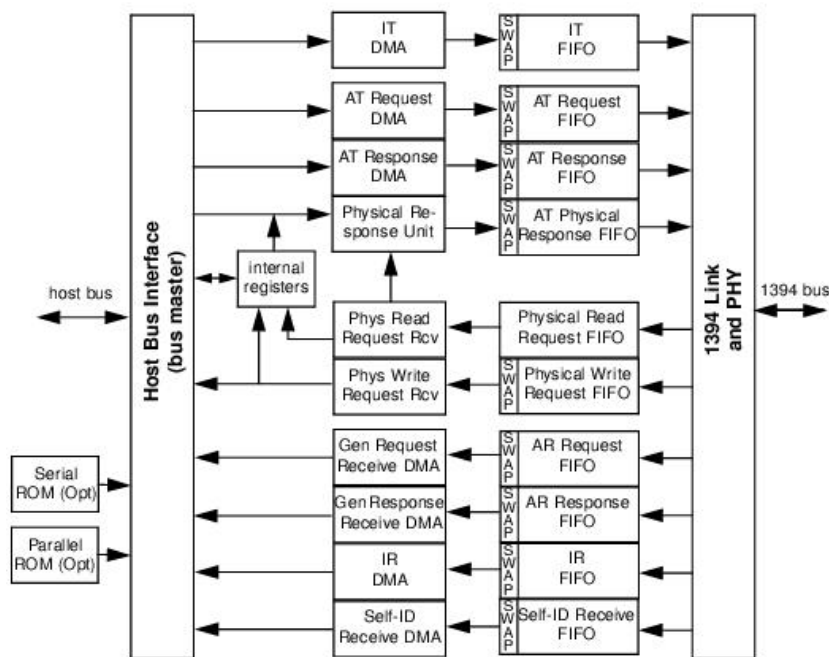 IT
DMA
SWAP
IT
FIFO
AT Request
DMA
SWAP
AT Request
FIFO
AT Response
DMA
SWAP
AT Response
FIFO
Physical Re-
sponse Unit
SWAP
AT Physical
Response FIFO
internal
registers
host bus
Host Bus Interface
(bus master)
1394 Link
and PHY
1394 bus
Phys Read
Request Rcv
Physical Read
Request FIFO
Phys Write
Request Rcv
SWAP
Physical Write
Request FIFO
Gen Request
Receive DMA
SWAP
AR Request
FIFO
Serial
ROM (Opt)
Gen Response
Receive DMA
SWAP
AR Response
FIFO
Parallel
ROM (Opt)
IR
DMA
SWAP
IR
FIFO
Self-ID
Receive DMA
SWAP
Self-ID Receive
FIFO